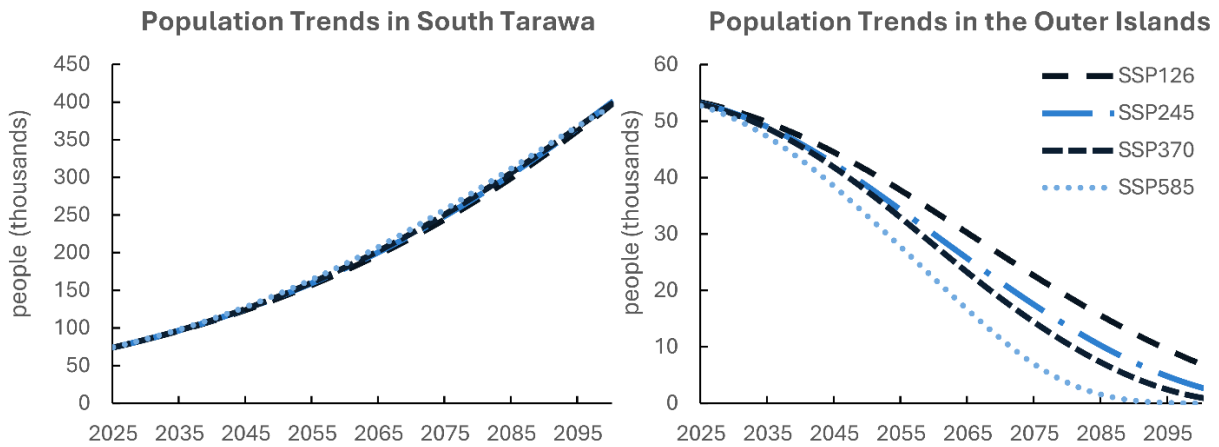 Population Trends in South Tarawa
people (thousands)
450
400
350
300
250
200
150
100
50
0
2025 2035 2045 2055 2065 2075 2085 2095
Population Trends in the Outer Islands
people (thousands)
60
50
40
30
20
10
0
2025 2035 2045 2055 2065 2075 2085 2095
SSP126
SSP245
SSP370
SSP585